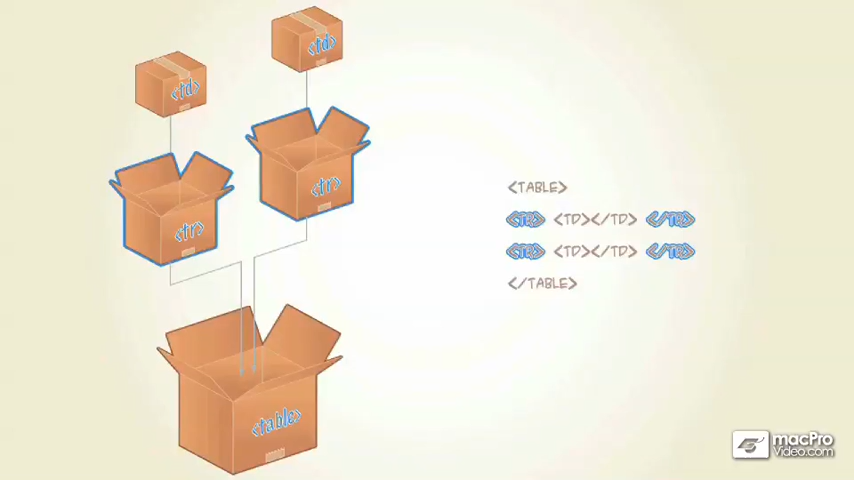 <td>
<td>
<tr>
<tr>
<table>
<TABLE>
<TR> <TD></TD> </TR>
<TR> <TD></TD> </TR>
</TABLE>
macPro
Video.com